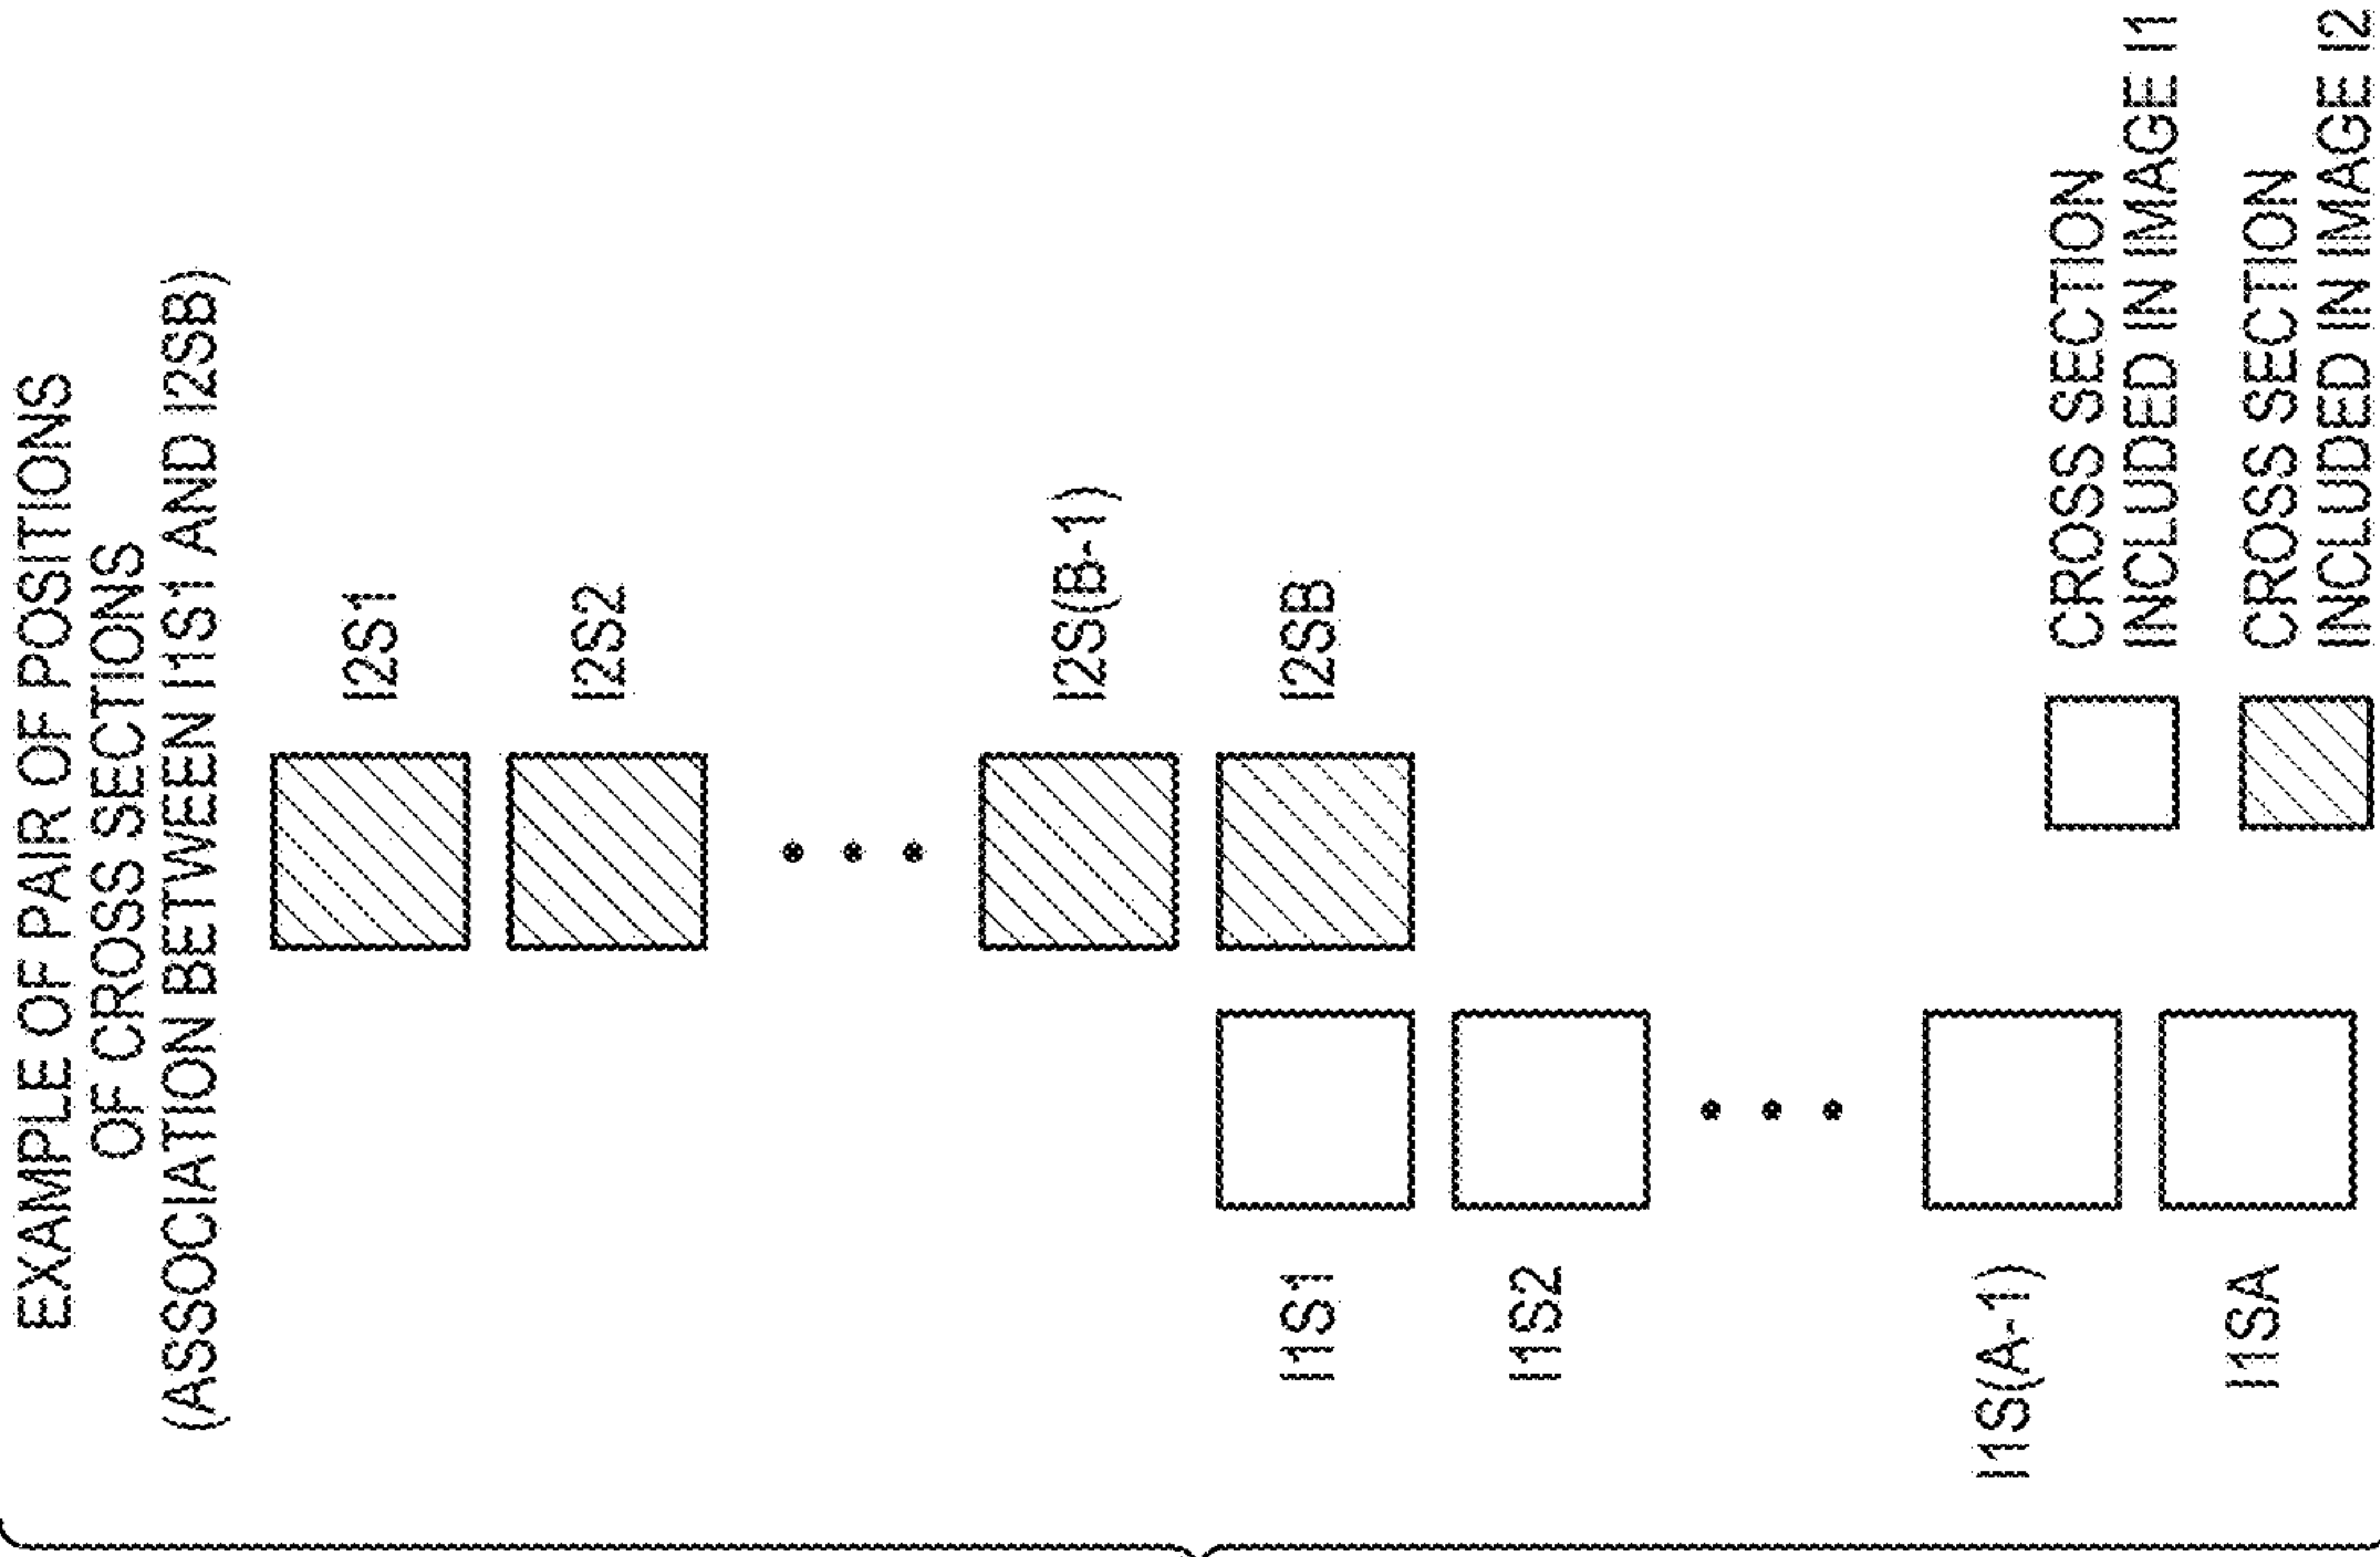 EXAMPLE OF PAIR OF POSITIONS
OF CROSS SECTIONS
(ASSOCIATION BETWEEN I1S1 AND I2SB)
I2S1
I2S2
I2S(B-1)
I1S1
I2SB
I1S2
I1S(A-1)
I1SA
CROSS SECTION
INCLUDED IN IMAGE I1
CROSS SECTION
INCLUDED IN IMAGE I2